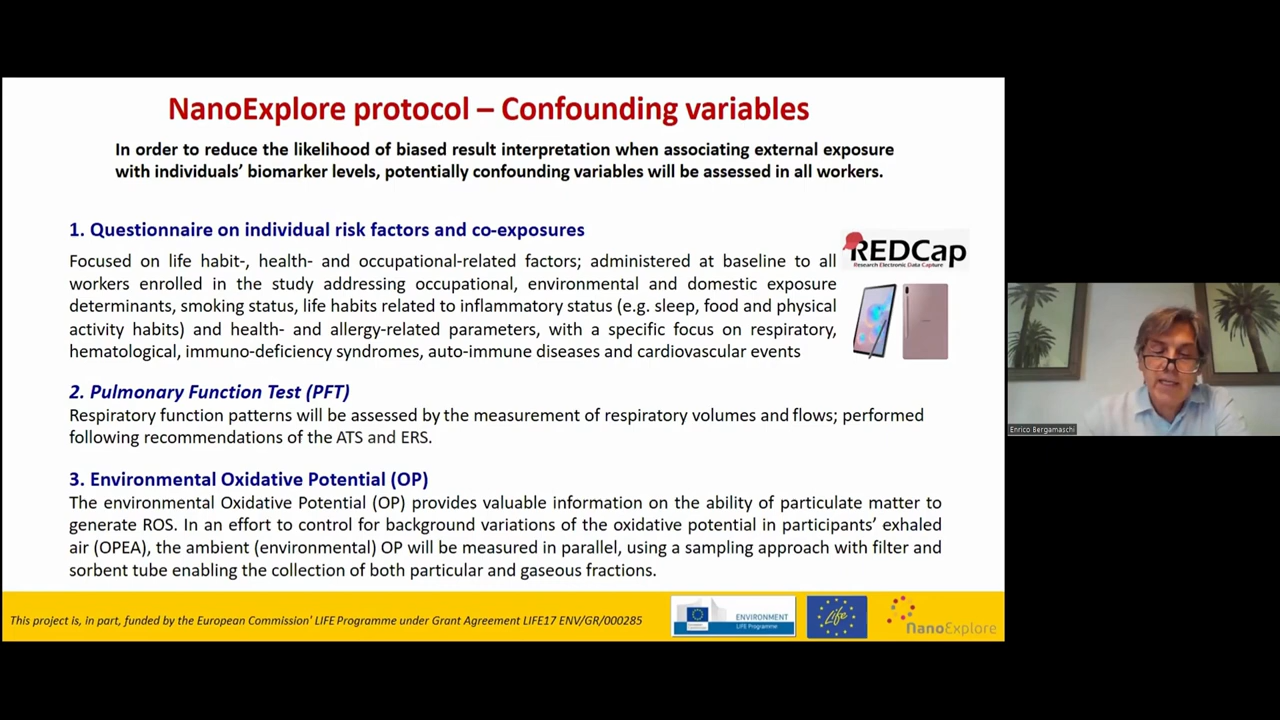 NanoExplore protocol – Confounding variables
In order to reduce the likelihood of biased result interpretation when associating external exposure
with individuals’ biomarker levels, potentially confounding variables will be assessed in all workers.
1. Questionnaire on individual risk factors and co-exposures
Focused on life habit-, health- and occupational-related factors; administered at baseline to all
workers enrolled in the study addressing occupational, environmental and domestic exposure
determinants, smoking status, life habits related to inflammatory status (e.g. sleep, food and physical
activity habits) and health- and allergy-related parameters, with a specific focus on respiratory,
hematological, immuno-deficiency syndromes, auto-immune diseases and cardiovascular events
REDCap
Research Electronic Data Capture
2. Pulmonary Function Test (PFT)
Respiratory function patterns will be assessed by the measurement of respiratory volumes and flows; performed
following recommendations of the ATS and ERS.
3. Environmental Oxidative Potential (OP)
The environmental Oxidative Potential (OP) provides valuable information on the ability of particulate matter to
generate ROS. In an effort to control for background variations of the oxidative potential in participants’ exhaled
air (OPEA), the ambient (environmental) OP will be measured in parallel, using a sampling approach with filter and
sorbent tube enabling the collection of both particular and gaseous fractions.
This project is, in part, funded by the European Commission' LIFE Programme under Grant Agreement LIFE17 ENV/GR/000285
ENVIRONMENT
LIFE Programme
Life
NanoExplore
Enrico Bergamaschi